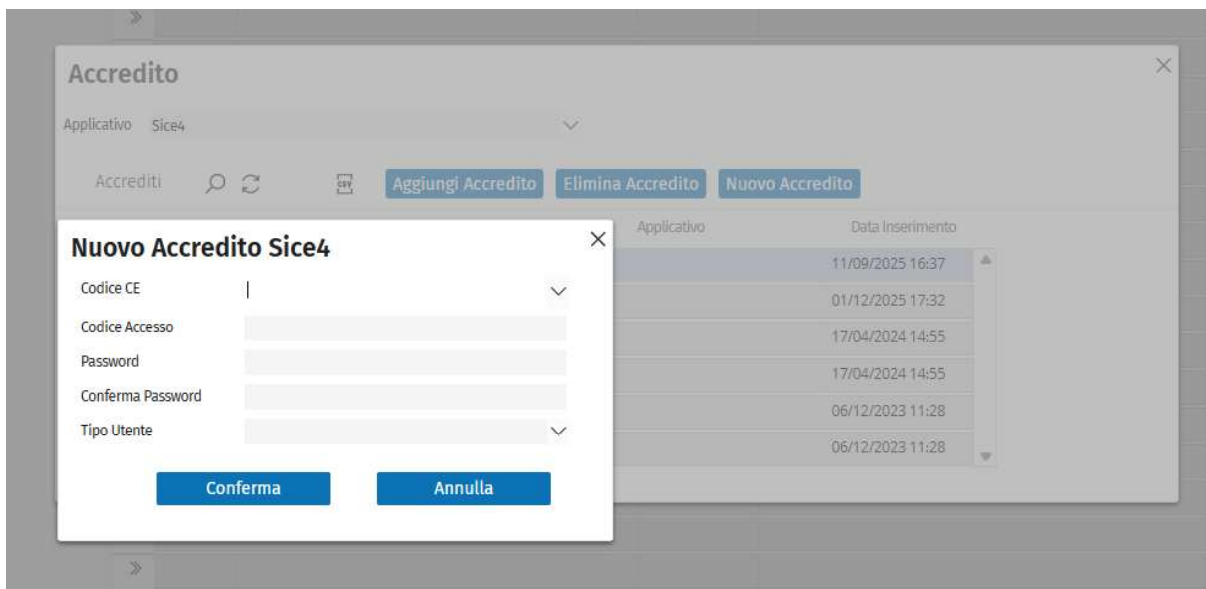 Accredito
Applicativo Sice4
Accrediti CSV Aggiungi Accredito Elimina Accredito Nuovo Accredito
Applicativo Data Inserimento
11/09/2025 16:37
01/12/2025 17:32
17/04/2024 14:55
17/04/2024 14:55
06/12/2023 11:28
06/12/2023 11:28
Nuovo Accredito Sice4
Codice CE
Codice Accesso
Password
Conferma Password
Tipo Utente
Conferma Annulla